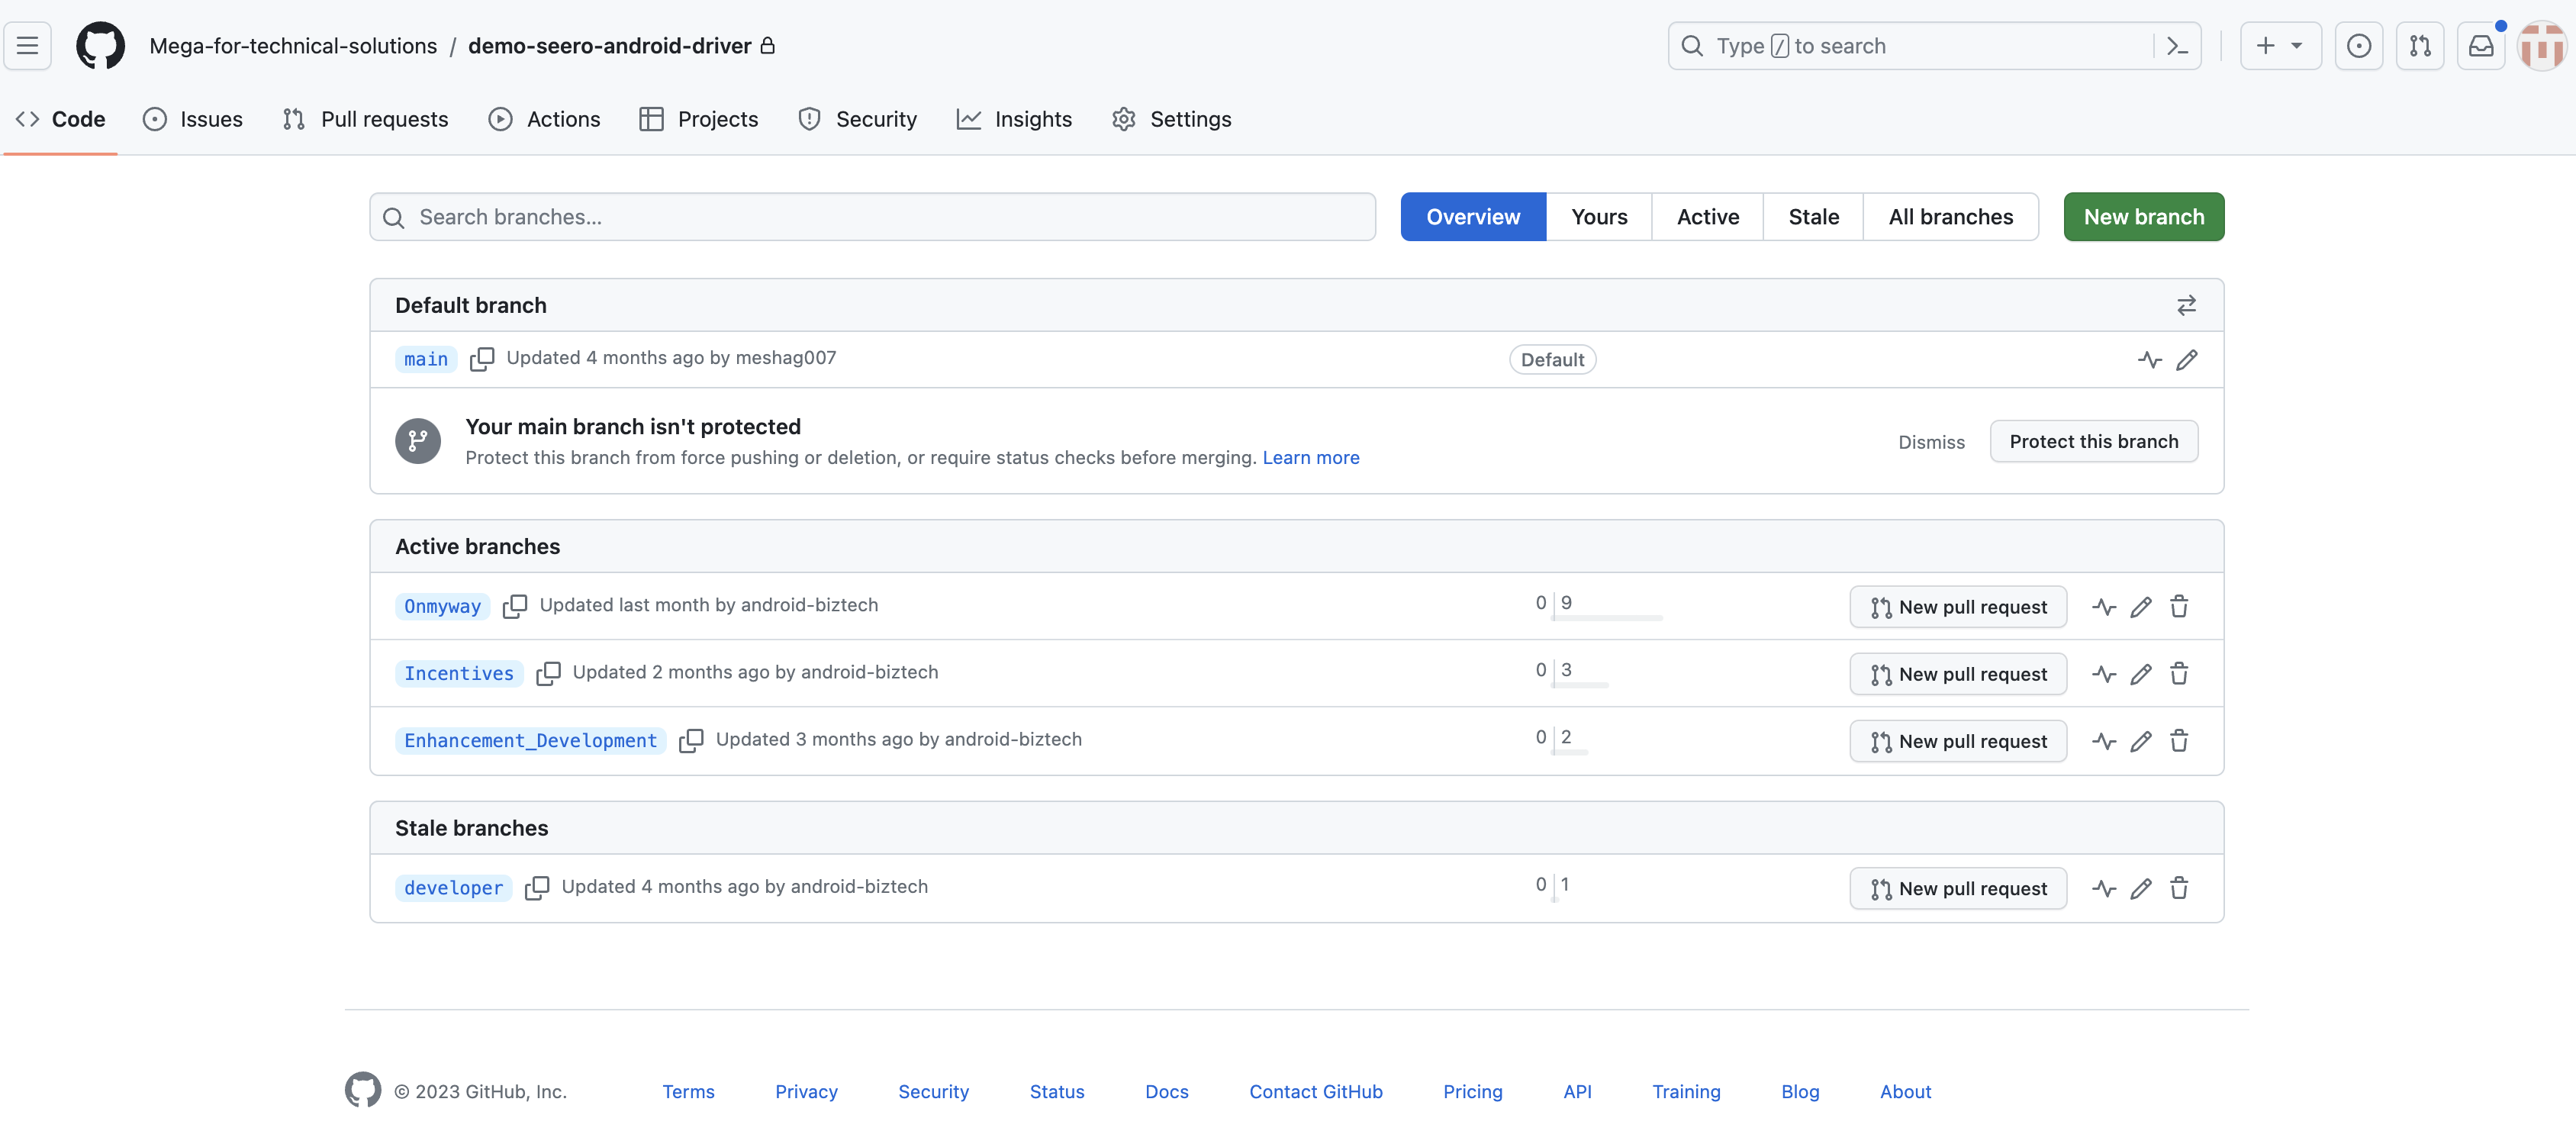 Mega-for-technical-solutions / demo-seero-android-driver
Type / to search
Code Issues Pull requests Actions Projects Security Insights Settings
Search branches...
Overview Yours Active Stale All branches New branch
Default branch
main Updated 4 months ago by meshag007 Default
Your main branch isn't protected
Protect this branch from force pushing or deletion, or require status checks before merging. Learn more
Dismiss Protect this branch
Active branches
Onmyway Updated last month by android-biztech 0 9 New pull request
Incentives Updated 2 months ago by android-biztech 0 3 New pull request
Enhancement_Development Updated 3 months ago by android-biztech 0 2 New pull request
Stale branches
developer Updated 4 months ago by android-biztech 0 1 New pull request
© 2023 GitHub, Inc. Terms Privacy Security Status Docs Contact GitHub Pricing API Training Blog About